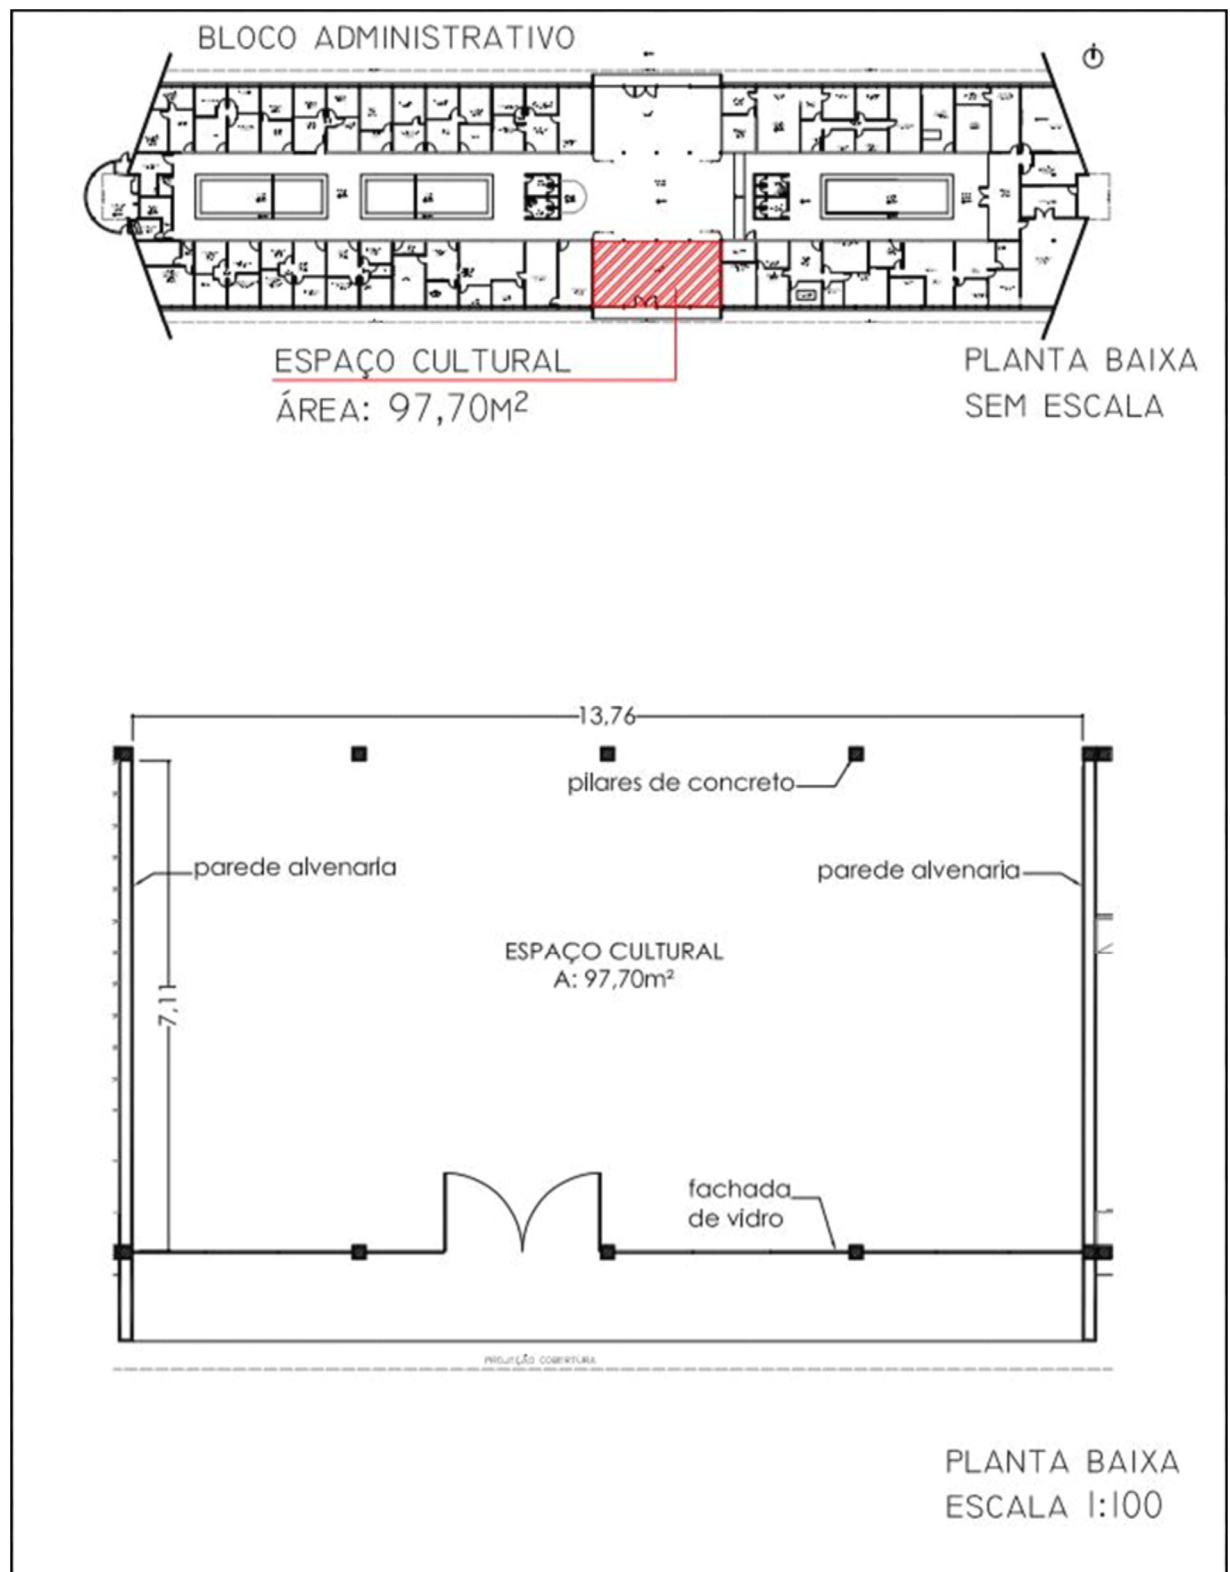 BLOCO ADMINISTRATIVO
ESPAÇO CULTURAL
ÁREA: 97,70M²
PLANTA BAIXA
SEM ESCALA
13,76
pilares de concreto
parede alvenaria
parede alvenaria
ESPAÇO CULTURAL
A: 97,70m²
7,11
fachada
de vidro
PROJEÇÃO COBERTURA
PLANTA BAIXA
ESCALA 1:100